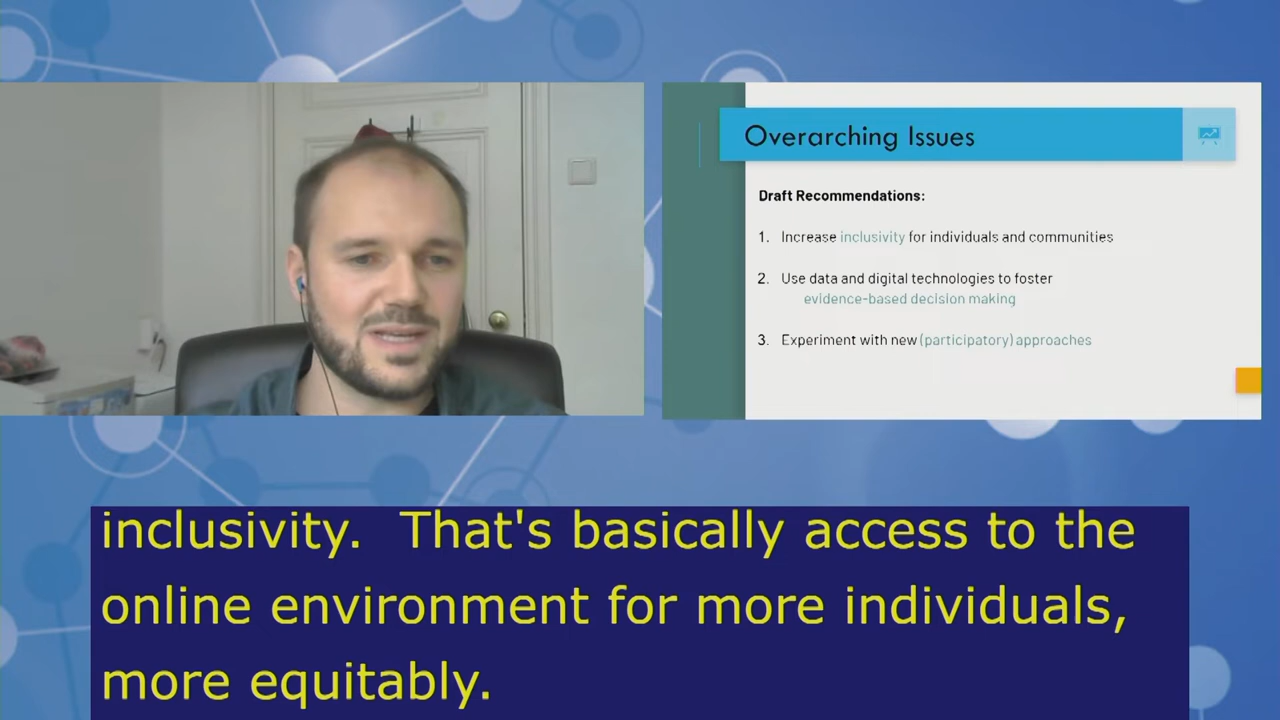 Overarching Issues
Draft Recommendations:
1. Increase inclusivity for individuals and communities
2. Use data and digital technologies to foster
evidence-based decision making
3. Experiment with new (participatory) approaches
inclusivity.  That's basically access to the
online environment for more individuals,
more equitably.